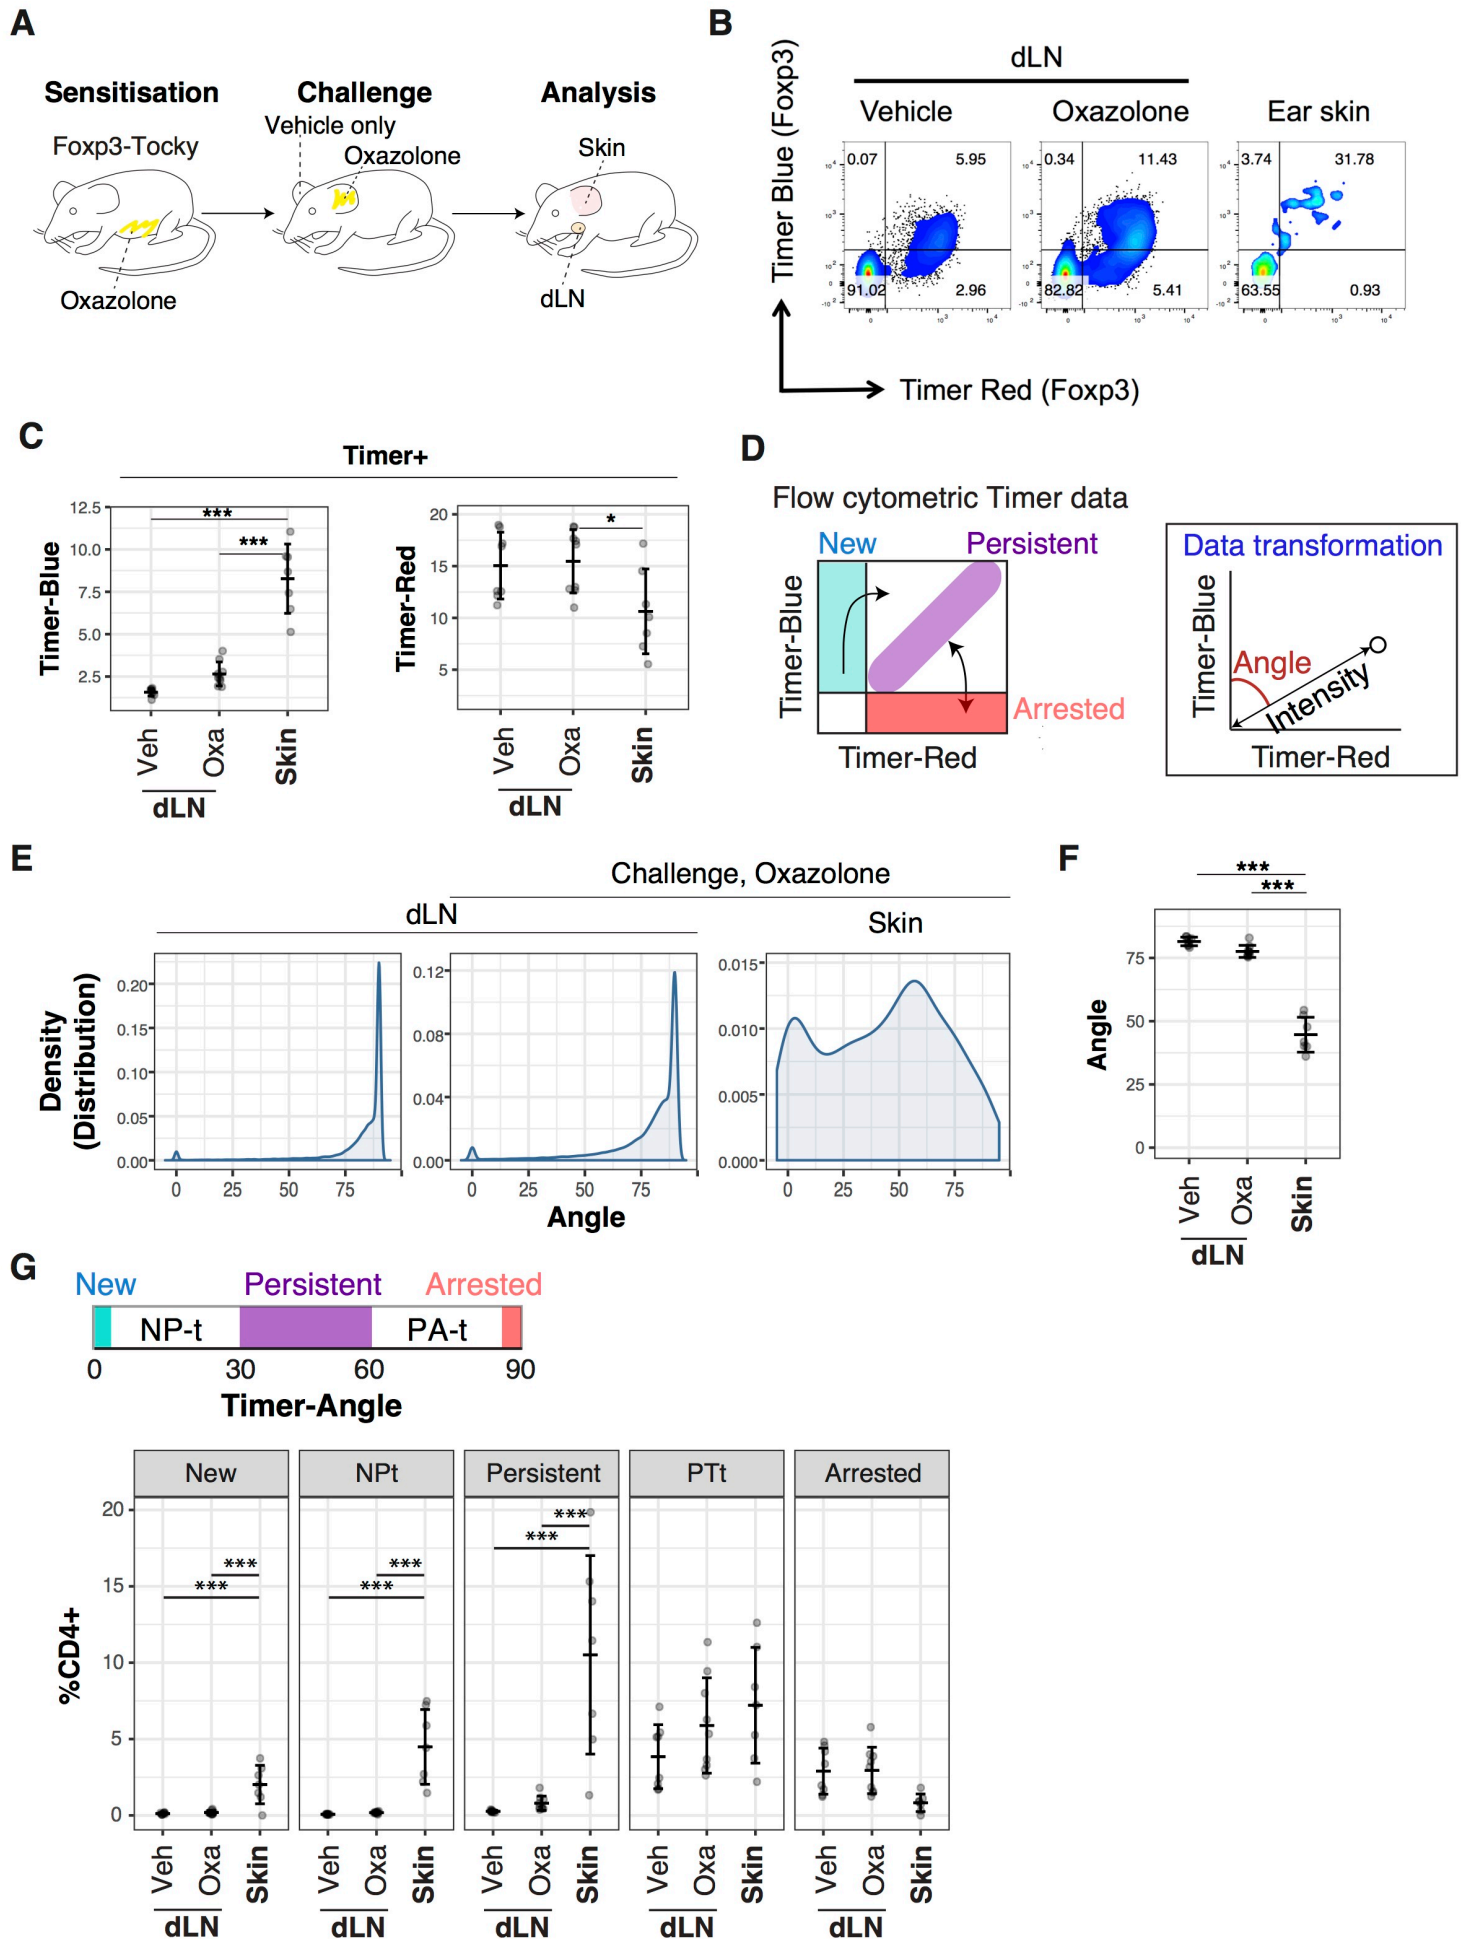 A
Sensitisation
Challenge
Analysis
Foxp3-Tocky
Vehicle only
Oxazolone
Skin
Oxazolone
dLN
B
dLN
Vehicle
Oxazolone
Ear skin
Timer Blue (Foxp3)
0.07
5.95
91.02
2.96
0.34
11.43
82.82
5.41
3.74
31.78
63.55
0.93
Timer Red (Foxp3)
C
Timer+
Timer-Blue
12.5
10.0
7.5
5.0
2.5
***
***
Veh
Oxa
Skin
dLN
Timer-Red
20
15
10
5
*
Veh
Oxa
Skin
dLN
D
Flow cytometric Timer data
New
Persistent
Timer-Blue
Arrested
Timer-Red
Data transformation
Timer-Blue
Angle
Intensity
Timer-Red
E
Challenge, Oxazolone
dLN
Skin
Density
(Distribution)
0.20
0.15
0.10
0.05
0.00
0 25 50 75
0.12
0.08
0.04
0.00
0 25 50 75
0.015
0.010
0.005
0.000
0 25 50 75
Angle
F
***
***
Angle
75
50
25
0
Veh
Oxa
Skin
dLN
G
New
Persistent
Arrested
NP-t
PA-t
0 30 60 90
Timer-Angle
New
NPt
Persistent
PTt
Arrested
%CD4+
20
15
10
5
0
***
***
***
***
***
***
Veh
Oxa
Skin
dLN
Veh
Oxa
Skin
dLN
Veh
Oxa
Skin
dLN
Veh
Oxa
Skin
dLN
Veh
Oxa
Skin
dLN